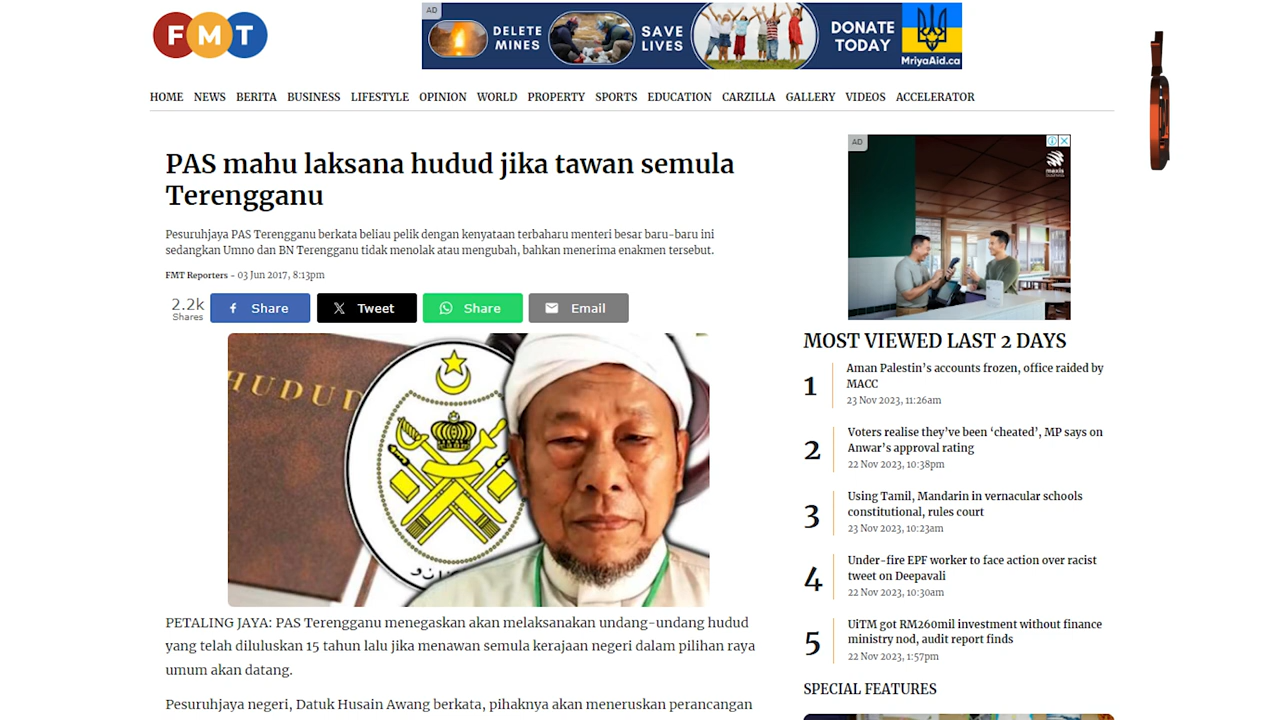 FMT
AD
DELETE MINES
SAVE LIVES
DONATE TODAY
MriyaAid.ca
HOME NEWS BERITA BUSINESS LIFESTYLE OPINION WORLD PROPERTY SPORTS EDUCATION CARZILLA GALLERY VIDEOS ACCELERATOR
PAS mahu laksana hudud jika tawan semula
Terengganu
Pesuruhjaya PAS Terengganu berkata beliau pelik dengan kenyataan terbaharu menteri besar baru-baru ini
sedangkan Umno dan BN Terengganu tidak menolak atau mengubah, bahkan menerima enakmen tersebut.
FMT Reporters - 03 Jun 2017, 8:13pm
2.2k
Shares
Share
Tweet
Share
Email
HUDUD
PETALING JAYA: PAS Terengganu menegaskan akan melaksanakan undang-undang hudud
yang telah diluluskan 15 tahun lalu jika menawan semula kerajaan negeri dalam pilihan raya
umum akan datang.
Pesuruhjaya negeri, Datuk Husain Awang berkata, pihaknya akan meneruskan perancangan
AD
maxis
business
MOST VIEWED LAST 2 DAYS
1
Aman Palestin's accounts frozen, office raided by
MACC
23 Nov 2023, 11:26am
2
Voters realise they've been ‘cheated’, MP says on
Anwar's approval rating
22 Nov 2023, 10:38pm
3
Using Tamil, Mandarin in vernacular schools
constitutional, rules court
23 Nov 2023, 10:23am
4
Under-fire EPF worker to face action over racist
tweet on Deepavali
22 Nov 2023, 10:30am
5
UiTM got RM260mil investment without finance
ministry nod, audit report finds
22 Nov 2023, 1:57pm
SPECIAL FEATURES